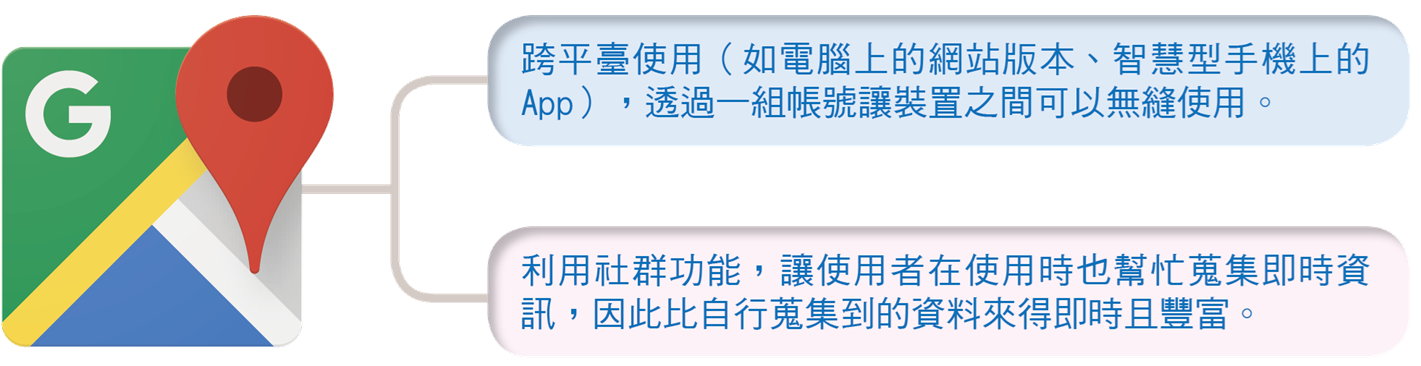 G
跨平臺使用（如電腦上的網站版本、智慧型手機上的
App），透過一組帳號讓裝置之間可以無縫使用。
利用社群功能，讓使用者在使用時也幫忙蒐集即時資
訊，因此比自行蒐集到的資料來得即時且豐富。